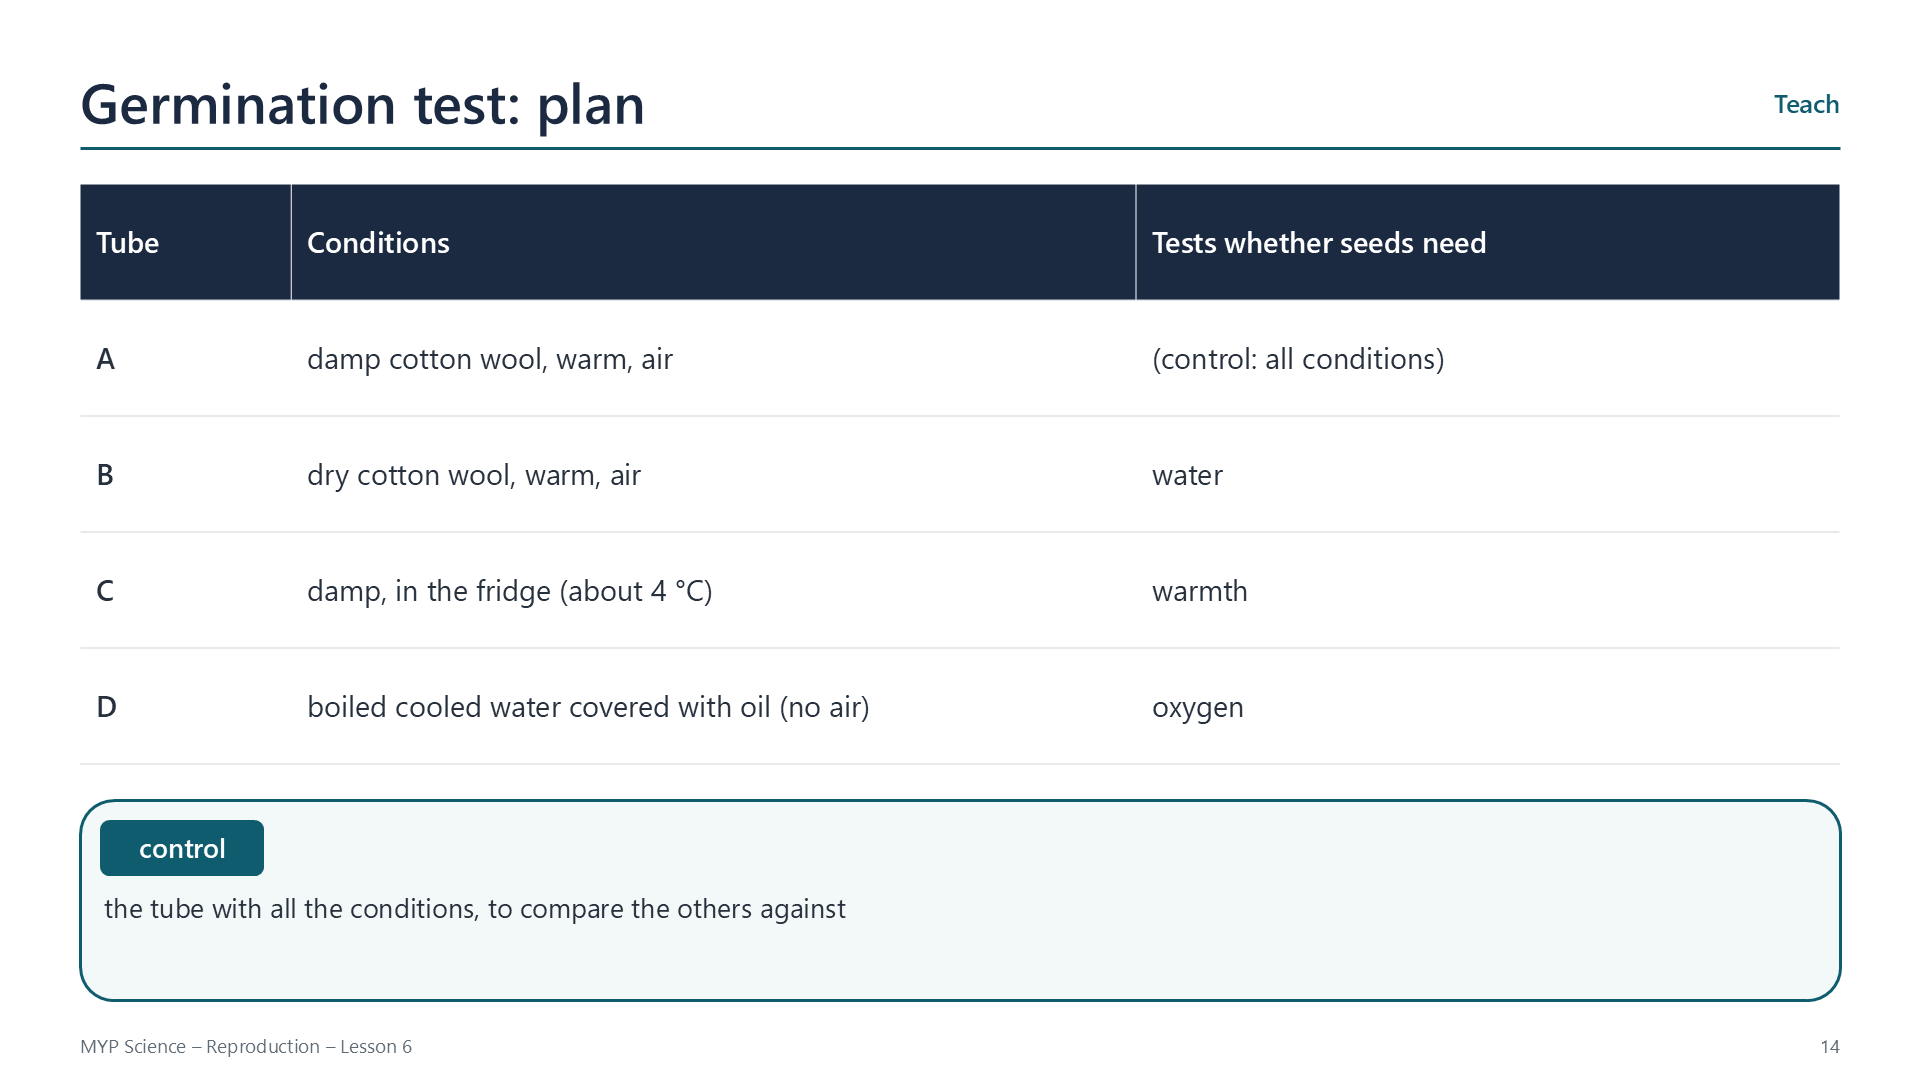 Germination test: plan
Teach
Tube
Conditions
Tests whether seeds need
A
damp cotton wool, warm, air
(control: all conditions)
B
dry cotton wool, warm, air
water
C
damp, in the fridge (about 4 °C)
warmth
D
boiled cooled water covered with oil (no air)
oxygen
control
the tube with all the conditions, to compare the others against
MYP Science – Reproduction – Lesson 6
14